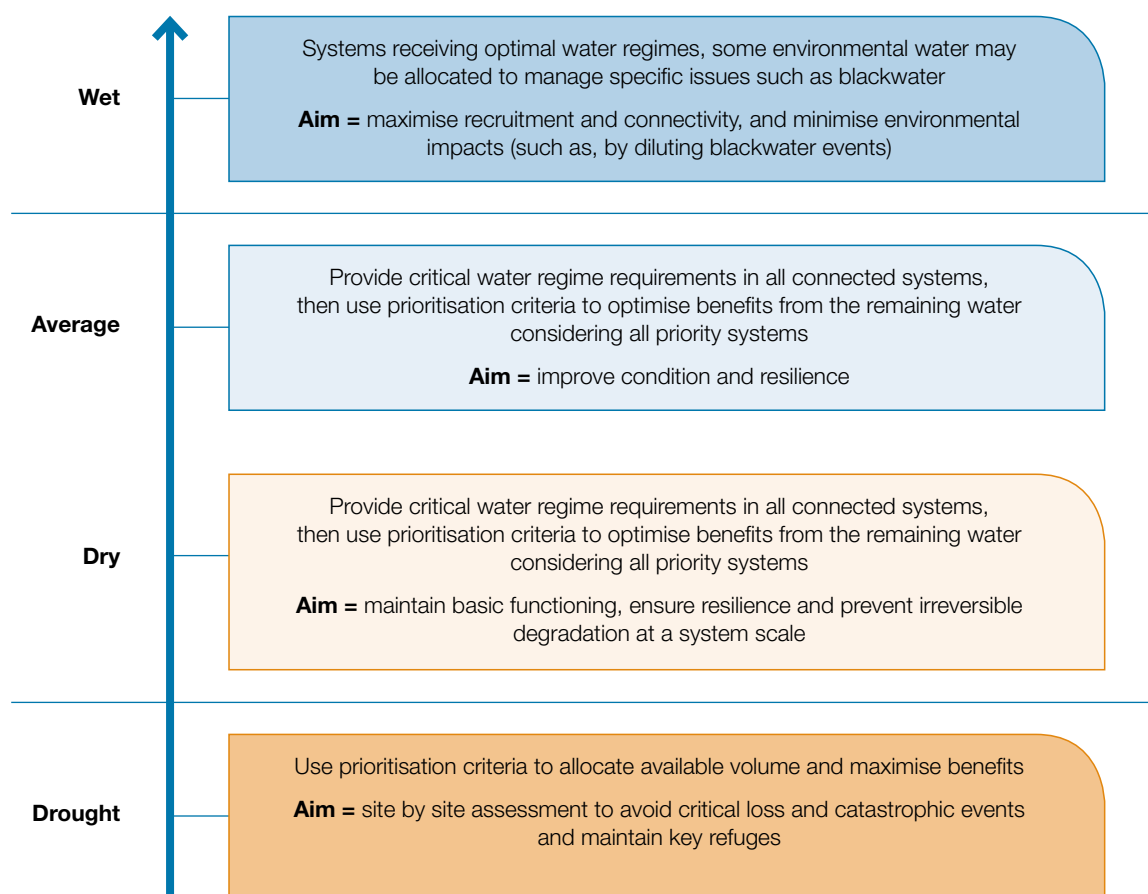 Wet
Systems receiving optimal water regimes, some environmental water may
be allocated to manage specific issues such as blackwater
Aim = maximise recruitment and connectivity, and minimise environmental
impacts (such as, by diluting blackwater events)
Average
Provide critical water regime requirements in all connected systems,
then use prioritisation criteria to optimise benefits from the remaining water
considering all priority systems
Aim = improve condition and resilience
Dry
Provide critical water regime requirements in all connected systems,
then use prioritisation criteria to optimise benefits from the remaining water
considering all priority systems
Aim = maintain basic functioning, ensure resilience and prevent irreversible
degradation at a system scale
Drought
Use prioritisation criteria to allocate available volume and maximise benefits
Aim = site by site assessment to avoid critical loss and catastrophic events
and maintain key refuges